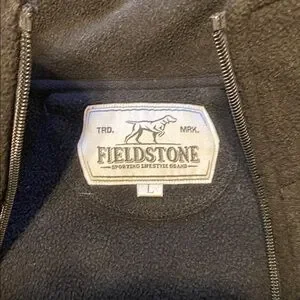 TRD. MRK.
FIELDSTONE
SPORTING LIFESTYLE BRAND
L